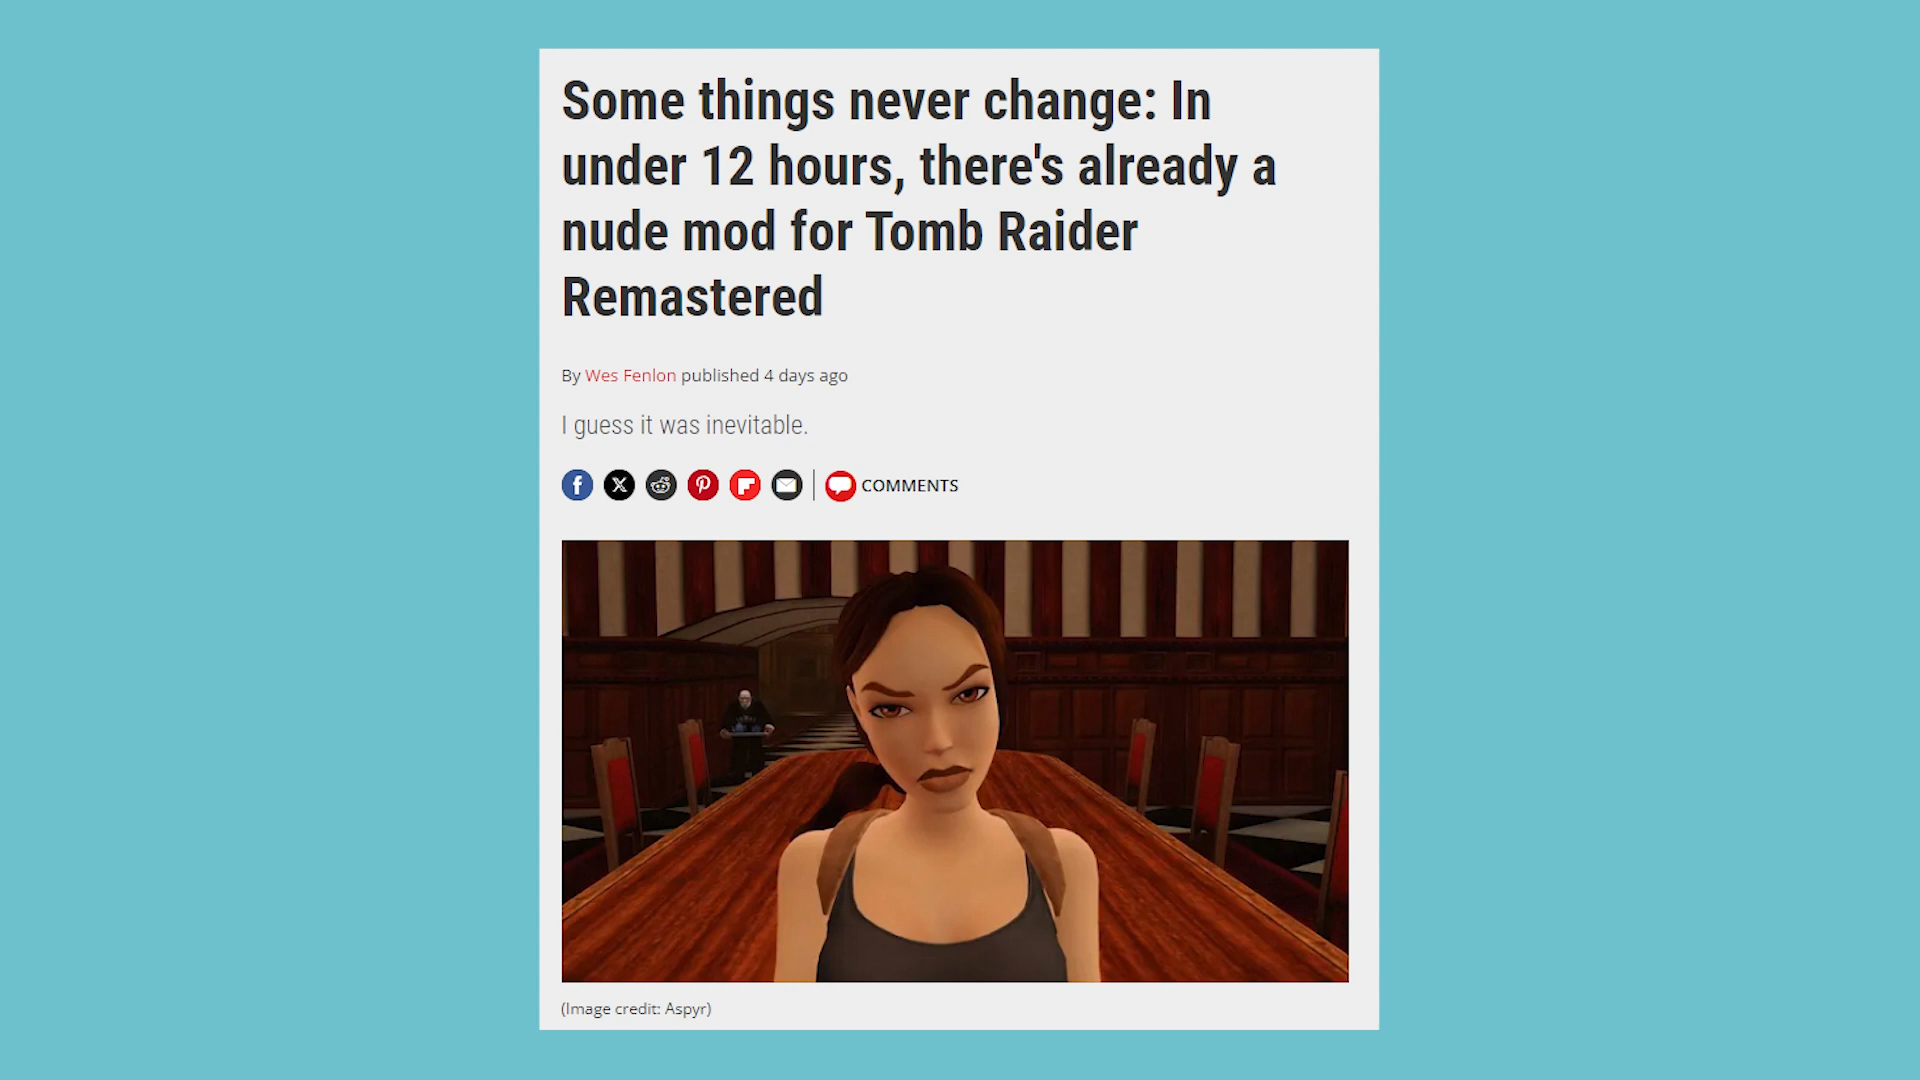 Some things never change: In
under 12 hours, there's already a
nude mod for Tomb Raider
Remastered
By Wes Fenlon published 4 days ago
I guess it was inevitable.
COMMENTS
(Image credit: Aspyr)